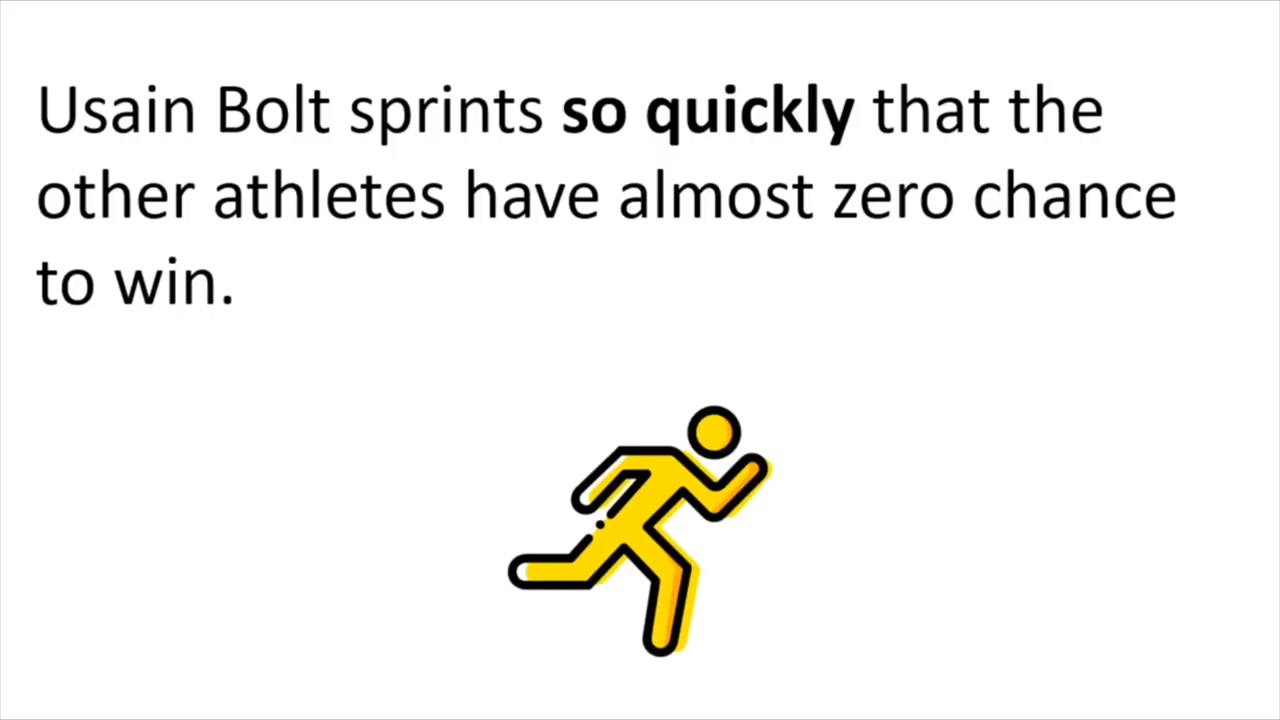 Usain Bolt sprints so quickly that the
other athletes have almost zero chance
to win.